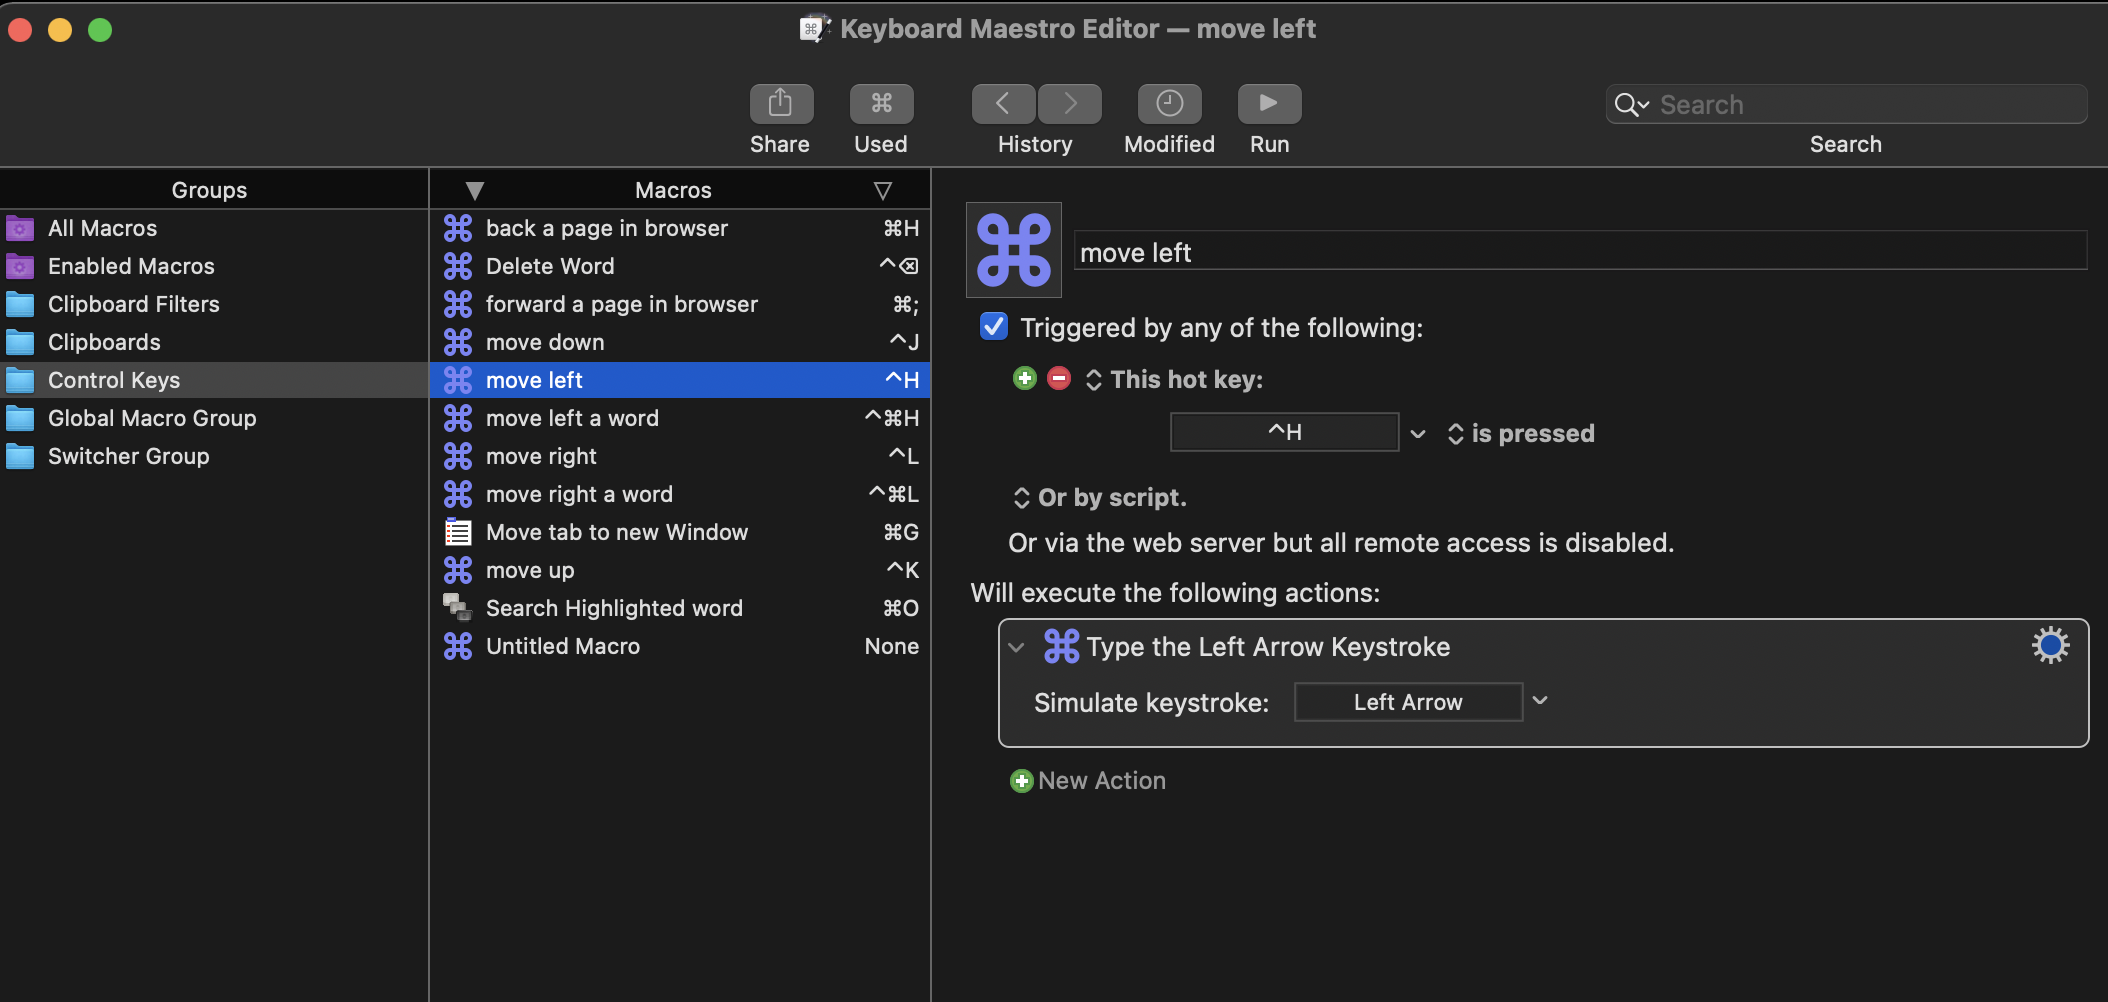 Keyboard Maestro Editor — move left
Share
Used
History
Modified
Run
Search
Search
Groups
All Macros
Enabled Macros
Clipboard Filters
Clipboards
Control Keys
Global Macro Group
Switcher Group
Macros
back a page in browser ⌘H
Delete Word ^⌫
forward a page in browser ⌘;
move down ^J
move left ^H
move left a word ^⌘H
move right ^L
move right a word ^⌘L
Move tab to new Window ⌘G
move up ^K
Search Highlighted word ⌘O
Untitled Macro None
move left
Triggered by any of the following:
This hot key:
^H is pressed
Or by script.
Or via the web server but all remote access is disabled.
Will execute the following actions:
Type the Left Arrow Keystroke
Simulate keystroke: Left Arrow
New Action